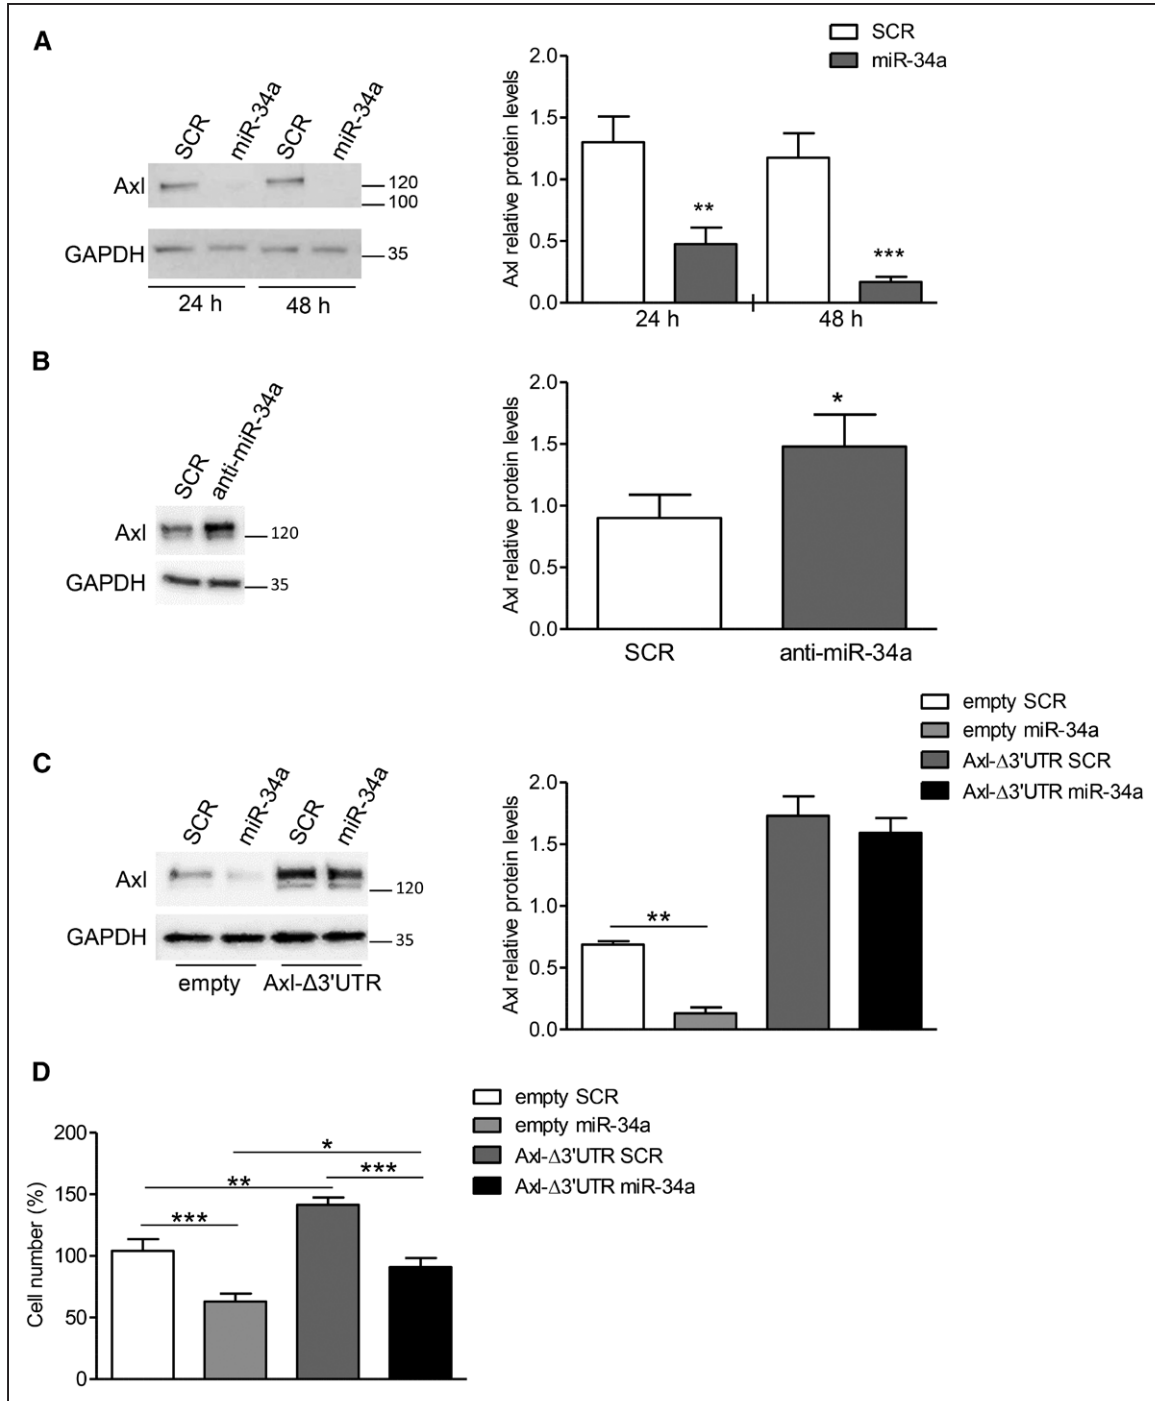 A
SCR
miR-34a
SCR
miR-34a
Axl
120
100
GAPDH
35
24 h
48 h
SCR
miR-34a
Axl relative protein levels
2.0
1.5
1.0
0.5
0.0
**
***
24 h
48 h
B
SCR
anti-miR-34a
Axl
120
GAPDH
35
Axl relative protein levels
2.0
1.5
1.0
0.5
0.0
*
SCR
anti-miR-34a
C
SCR
miR-34a
SCR
miR-34a
Axl
120
GAPDH
35
empty
Axl-Δ3'UTR
empty SCR
empty miR-34a
Axl-Δ3'UTR SCR
Axl-Δ3'UTR miR-34a
Axl relative protein levels
2.0
1.5
1.0
0.5
0.0
**
D
empty SCR
empty miR-34a
Axl-Δ3'UTR SCR
Axl-Δ3'UTR miR-34a
Cell number (%)
200
150
100
50
0
*
***
**
***